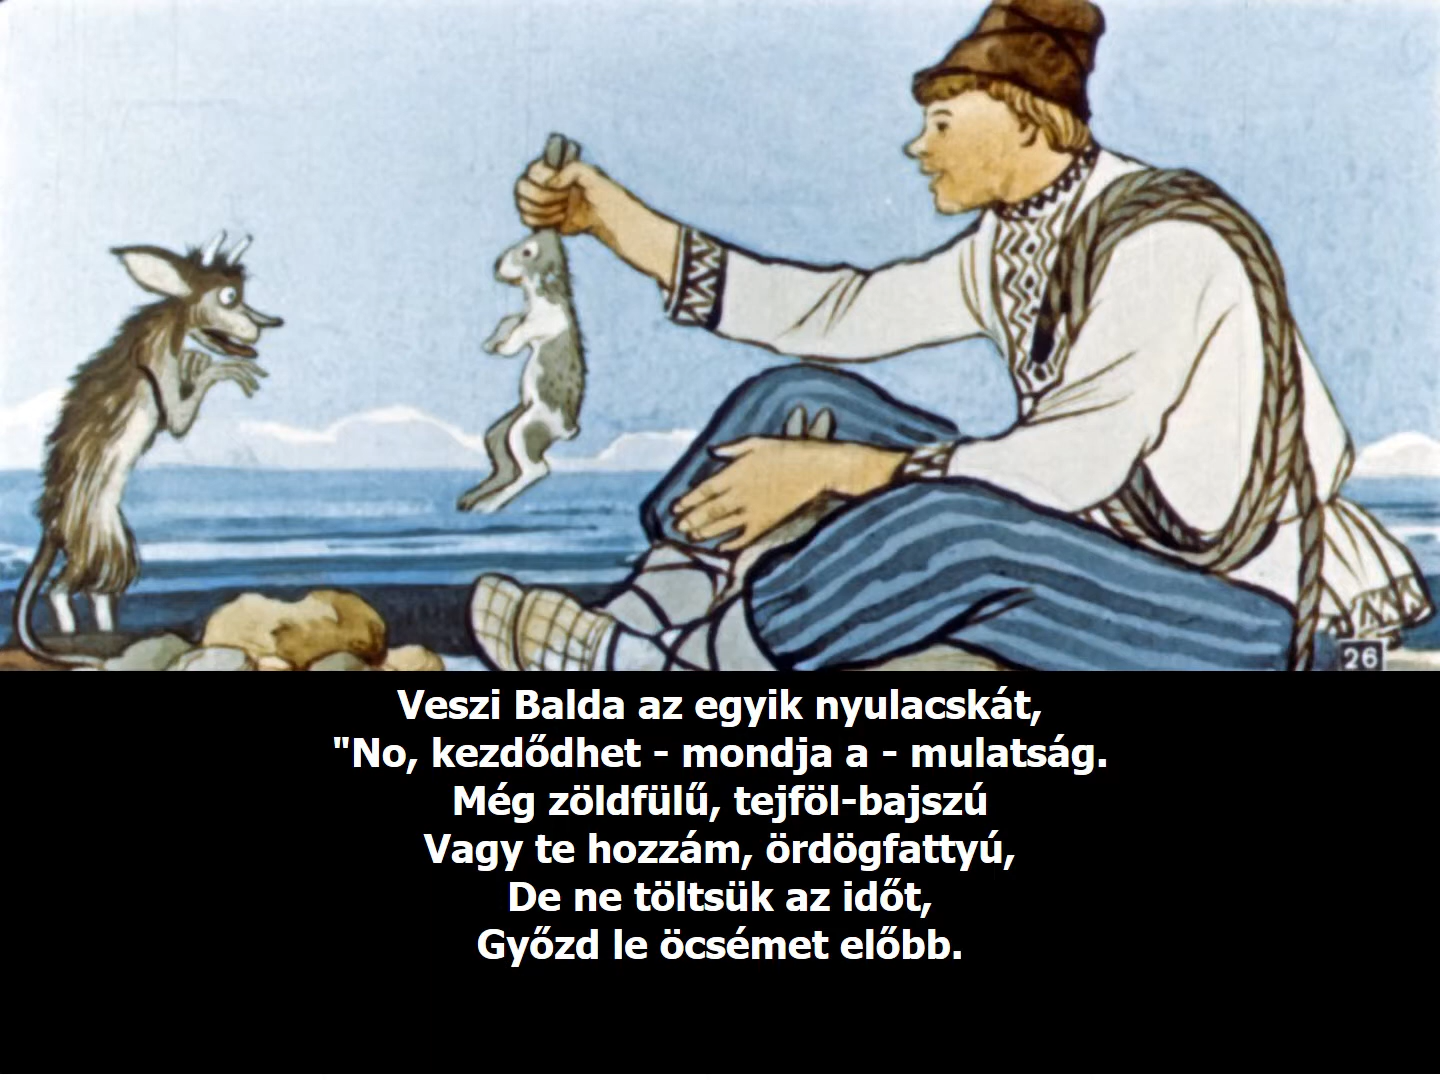 26
Veszi Balda az egyik nyulacskát,
"No, kezdődhet - mondja a - mulatság.
Még zöldfülű, tejföl-bajszú
Vagy te hozzám, ördögfattyú,
De ne töltsük az időt,
Győzd le öcsémet előbb.